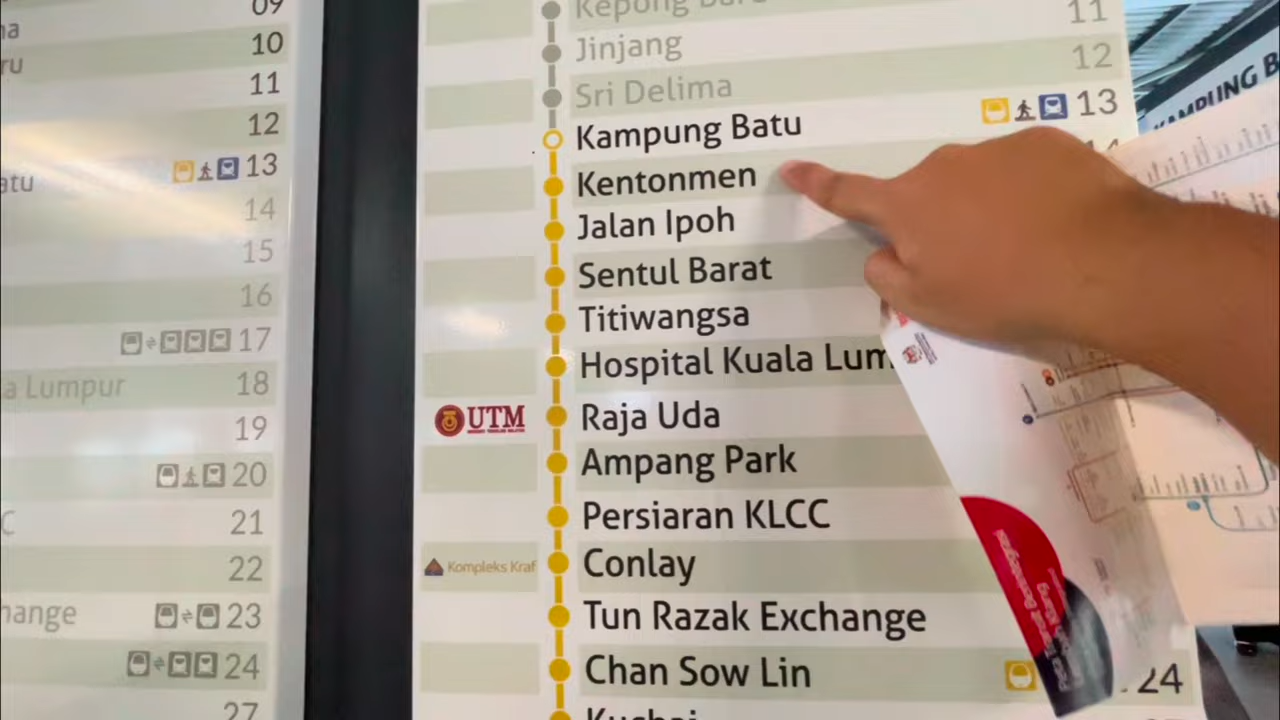 09
10
11
12
13
14
15
16
17
a Lumpur 18
19
20
21
22
23
24
27
11
Jinjang 12
Sri Delima
Kampung Batu 13
Kentonmen
Jalan Ipoh
Sentul Barat
Titiwangsa
Hospital Kuala Lum
UTM Raja Uda
Ampang Park
Persiaran KLCC
Kompleks Kraf Conlay
Tun Razak Exchange
Chan Sow Lin 24
KAMPUNG B